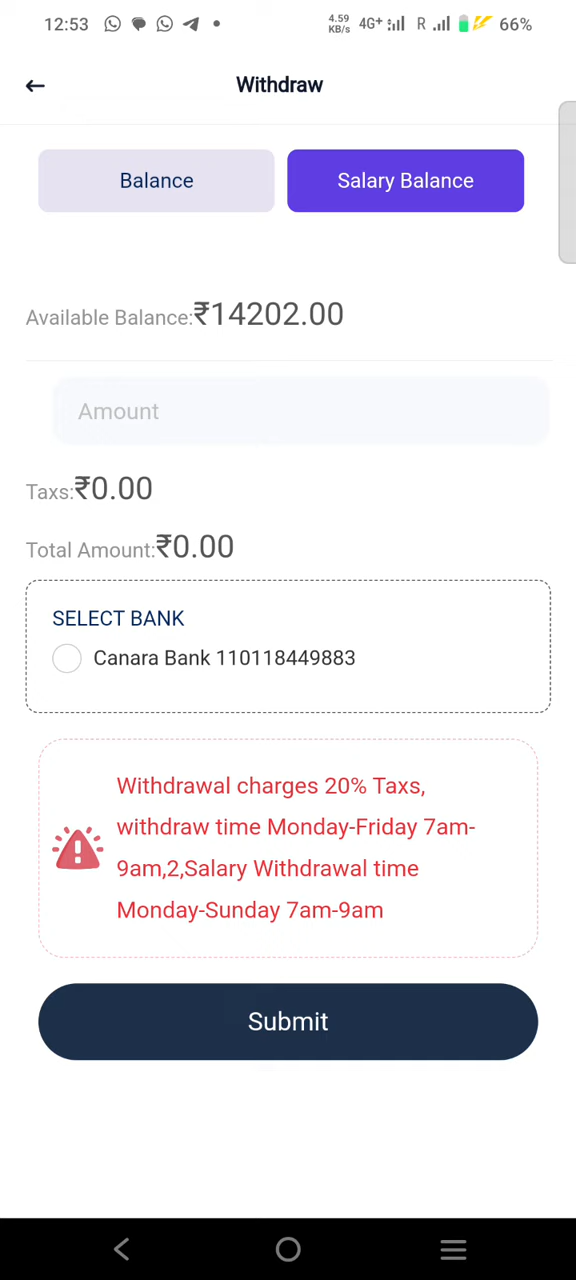 12:53 4.59 KB/s 4G+ R 66%
Withdraw
Balance Salary Balance
Available Balance:₹14202.00
Amount
Taxs:₹0.00
Total Amount:₹0.00
SELECT BANK
Canara Bank 110118449883
Withdrawal charges 20% Taxs,
withdraw time Monday-Friday 7am-
9am,2,Salary Withdrawal time
Monday-Sunday 7am-9am
Submit